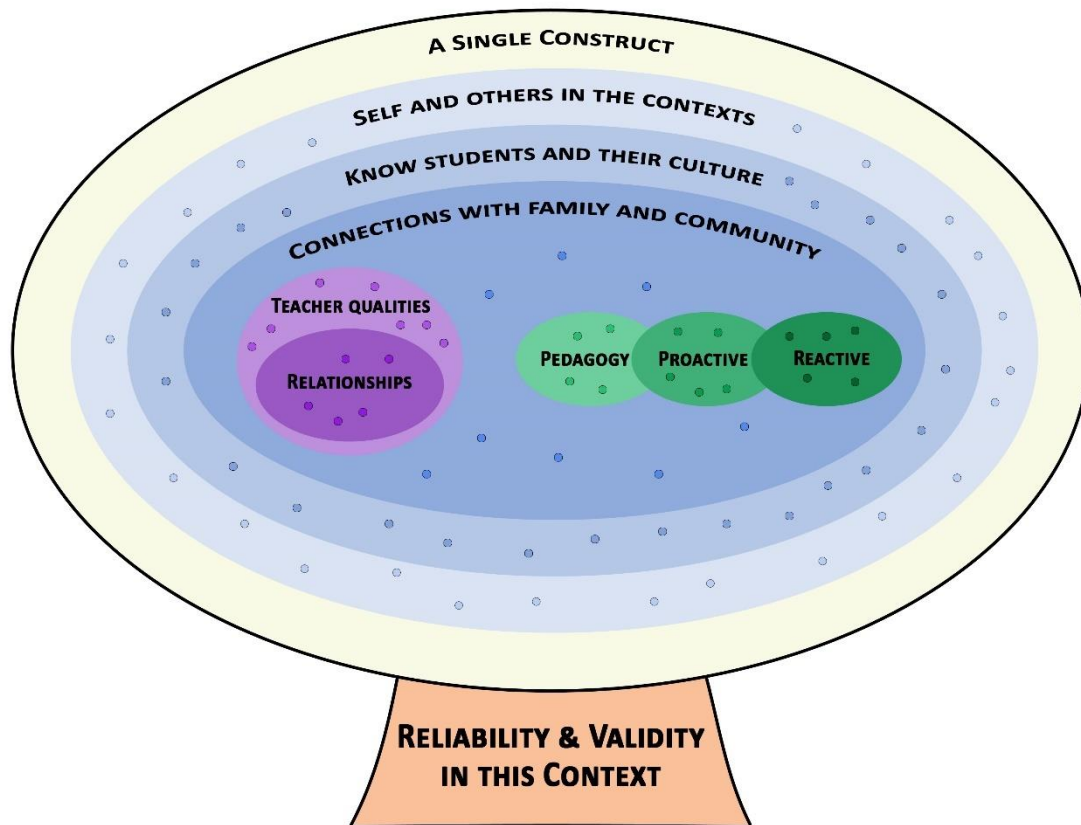 A Single Construct
Self and others in the contexts
Know students and their culture
Connections with family and community
Teacher qualities
Relationships
Pedagogy
Proactive
Reactive
Reliability & Validity
in this Context